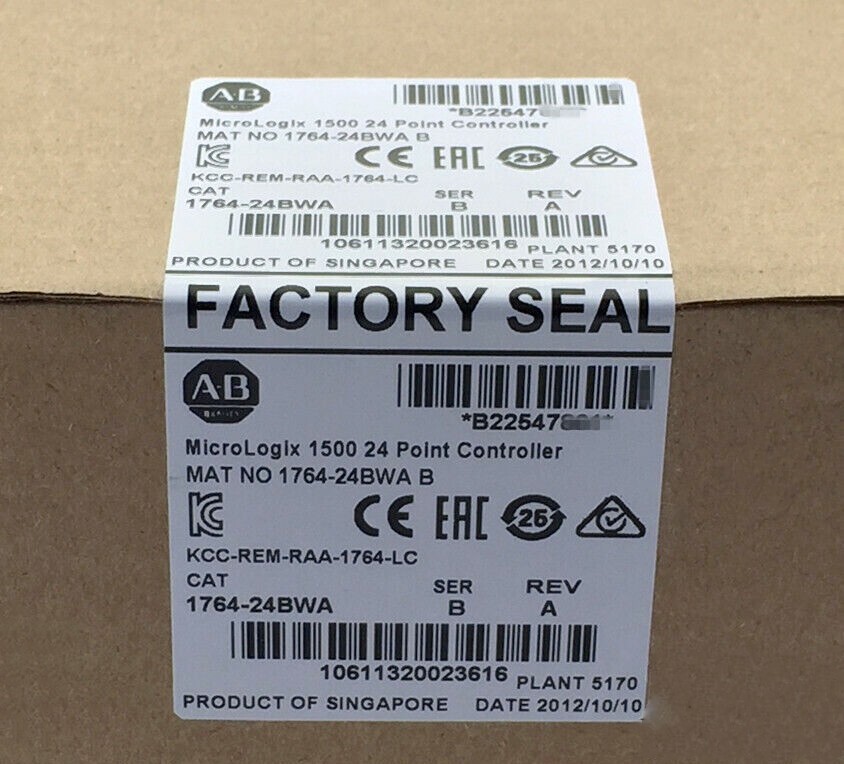 A-B
*B22547
MicroLogix 1500 24 Point Controller
MAT NO 1764-24BWA B
CE EAC 25
KCC-REM-RAA-1764-LC
CAT SER REV
1764-24BWA B A
10611320023616 PLANT 5170
PRODUCT OF SINGAPORE DATE 2012/10/10
FACTORY SEAL
A-B
*B22547
MicroLogix 1500 24 Point Controller
MAT NO 1764-24BWA B
CE EAC 25
KCC-REM-RAA-1764-LC
CAT SER REV
1764-24BWA B A
10611320023616 PLANT 5170
PRODUCT OF SINGAPORE DATE 2012/10/10